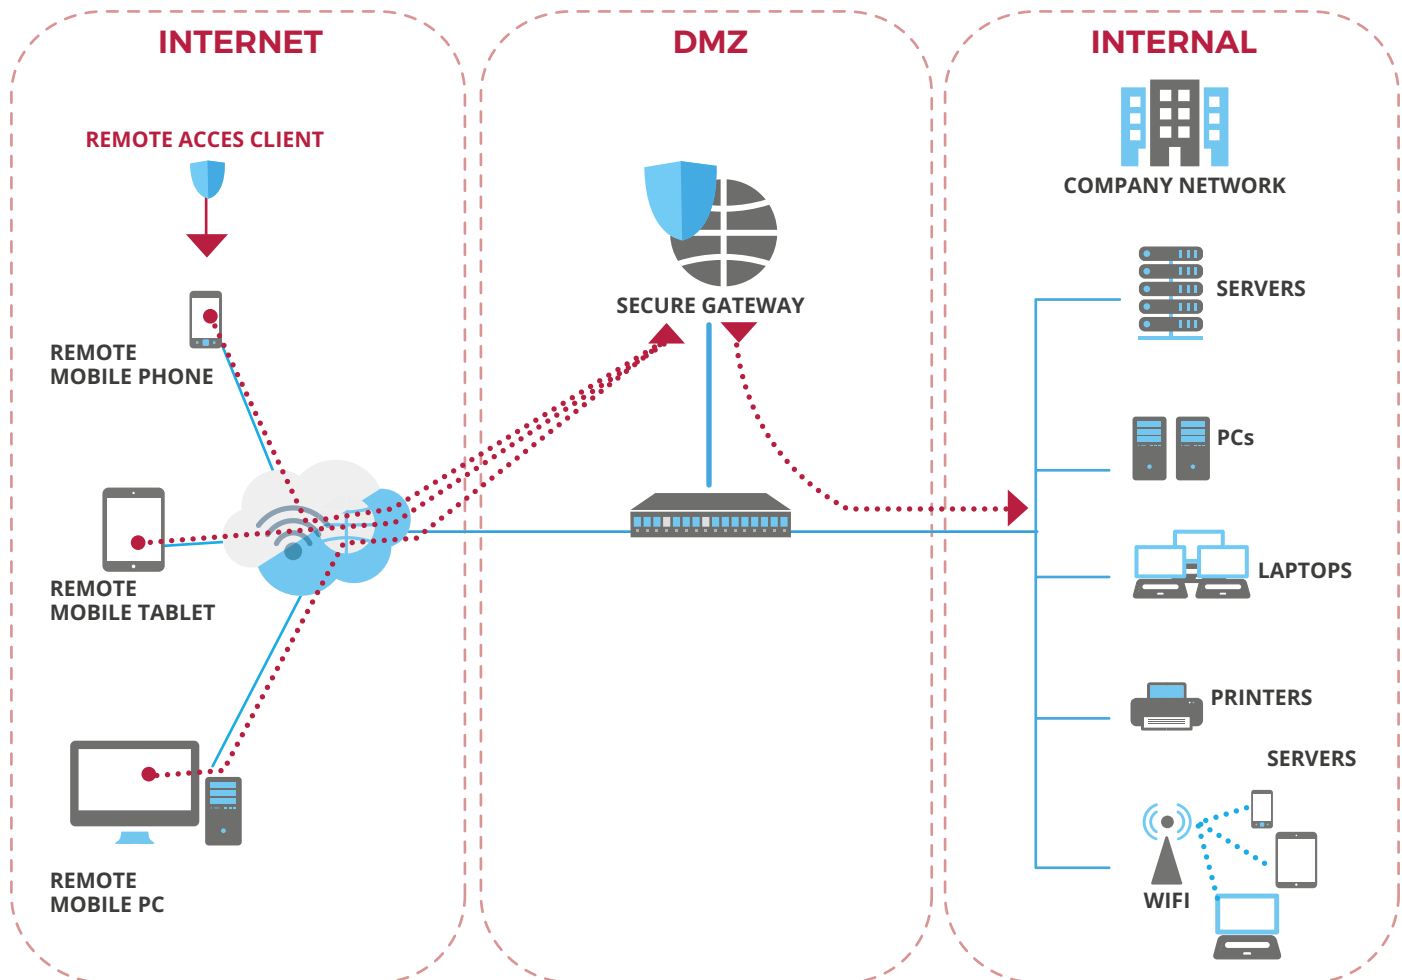 INTERNET
REMOTE ACCES CLIENT
REMOTE
MOBILE PHONE
REMOTE
MOBILE TABLET
REMOTE
MOBILE PC
DMZ
SECURE GATEWAY
INTERNAL
COMPANY NETWORK
SERVERS
PCs
LAPTOPS
PRINTERS
SERVERS
WIFI